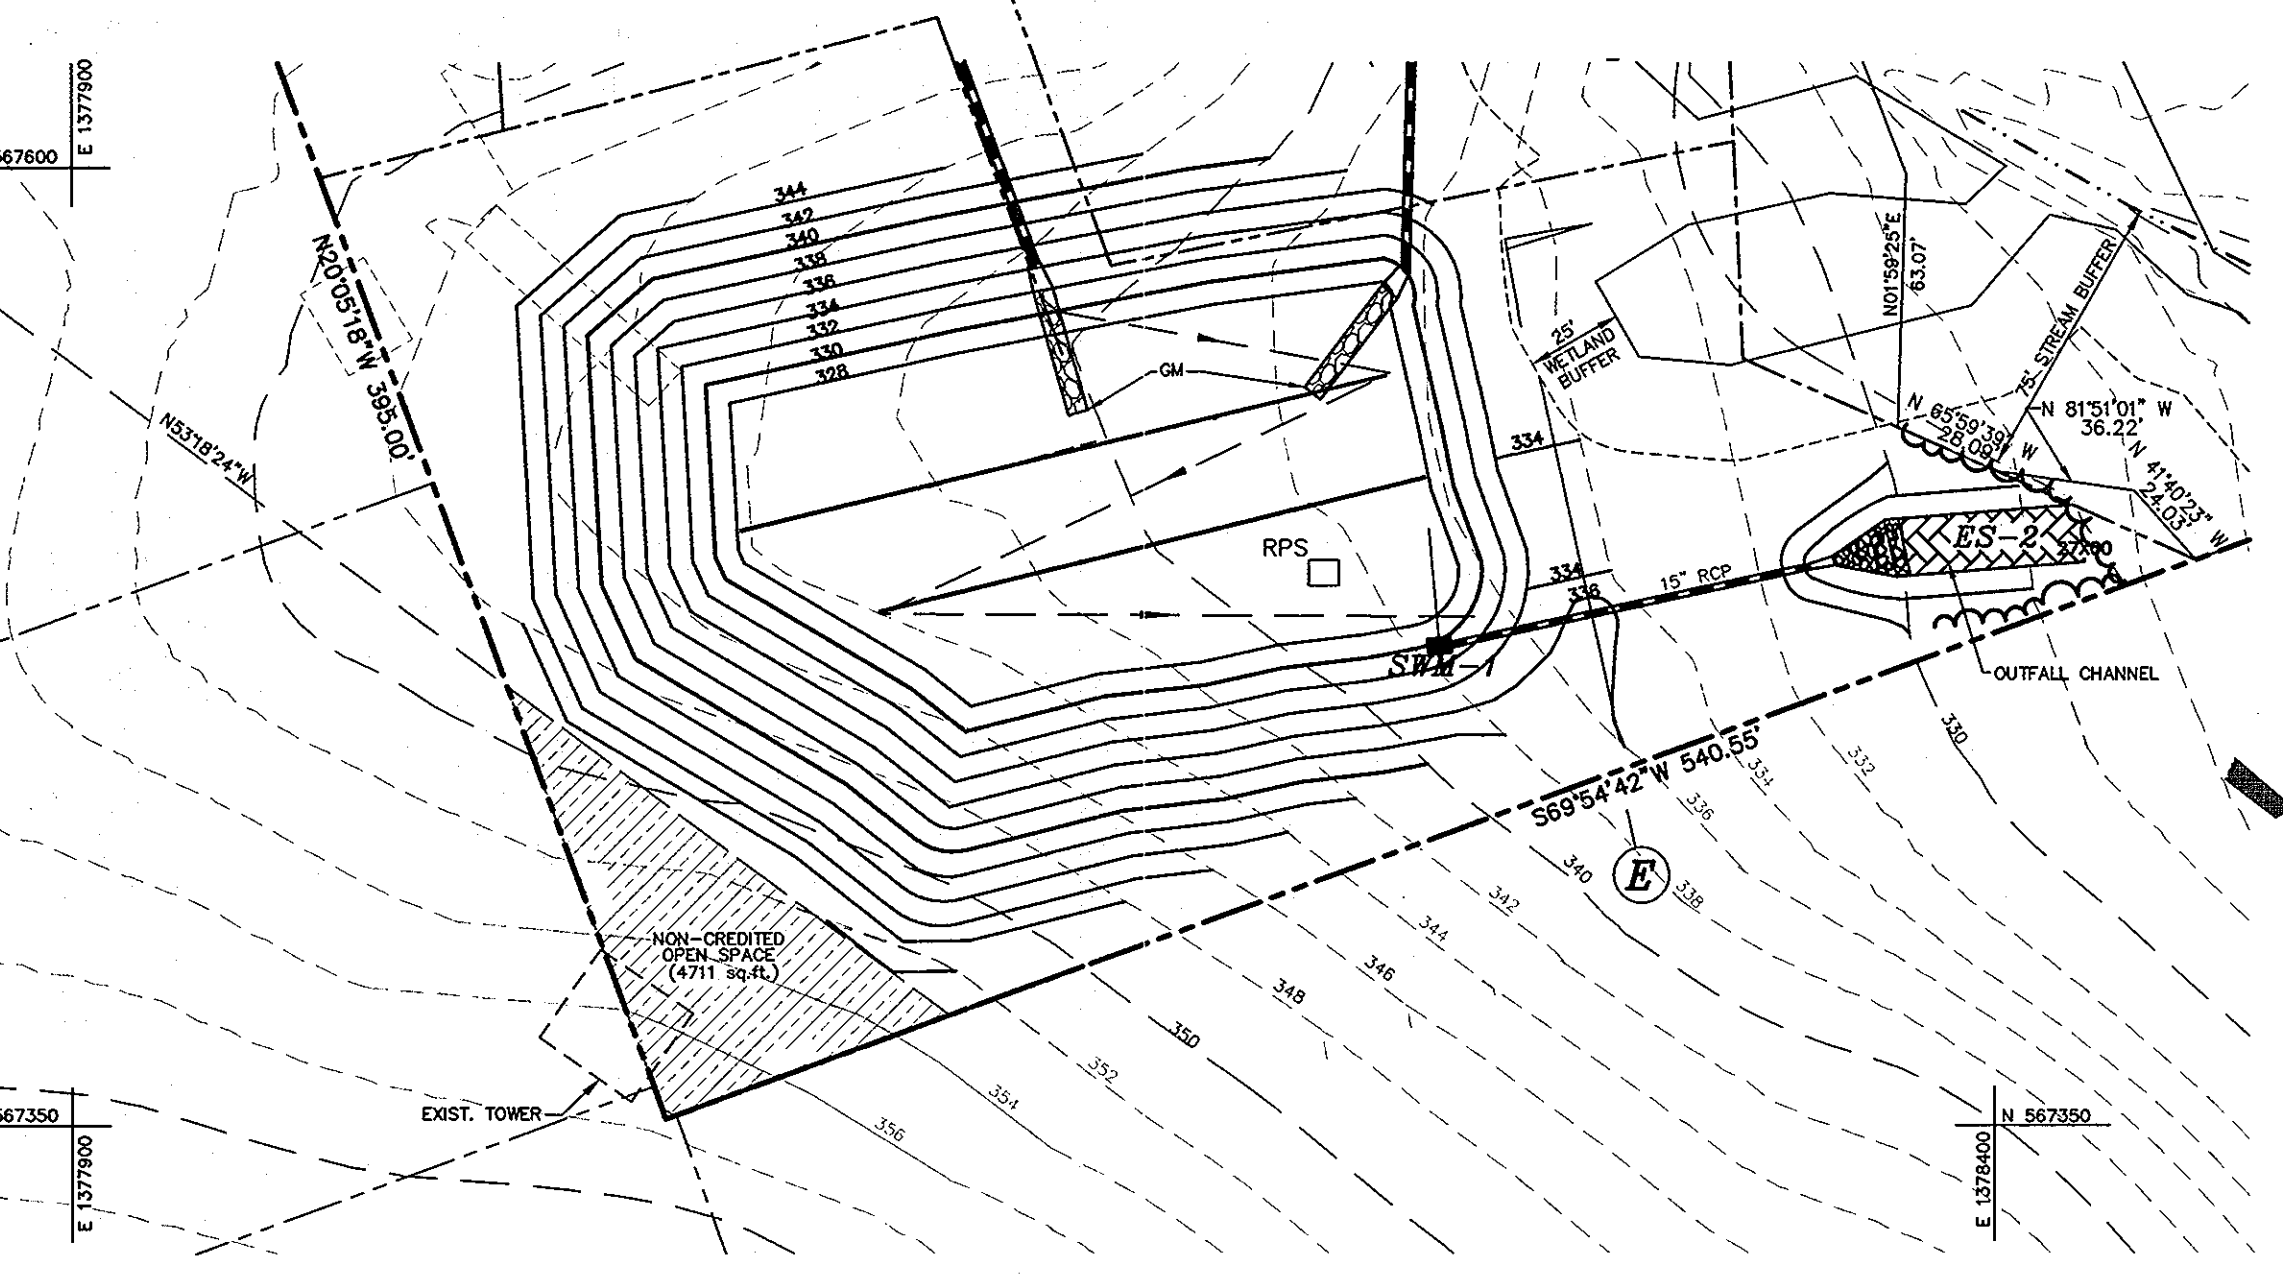 E 1377900
567600
344
342
340
338
336
334
332
330
328
N20°05'18"W 395.00'
N53°18'24"W
GM
25'
WETLAND
BUFFER
N01°59'25"E
63.07'
75' STREAM BUFFER
N 65°59'39" W
28.09'
N 81°51'01" W
36.22'
N 41°40'23" W
24.03'
334
RPS
334
338
15" RCP
ES-2
27X60
SWM-1
OUTFALL CHANNEL
S69°54'42"W 540.55'
330
332
334
336
338
340
342
344
346
348
350
352
354
356
E
NON-CREDITED
OPEN SPACE
(4711 sq.ft.)
EXIST. TOWER
567350
E 1377900
N 567350
E 1378400